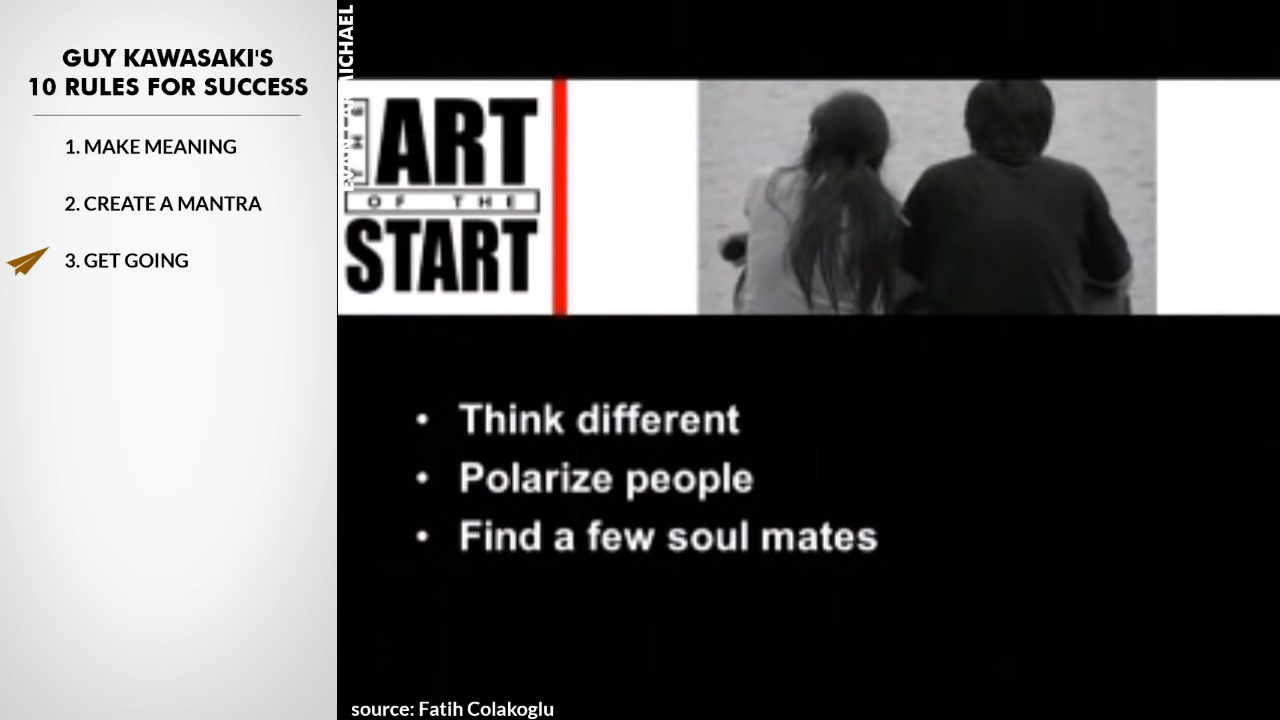 GUY KAWASAKI'S
10 RULES FOR SUCCESS
1. MAKE MEANING
2. CREATE A MANTRA
3. GET GOING
THE ART
OF THE
START
• Think different
• Polarize people
• Find a few soul mates
source: Fatih Colakoglu